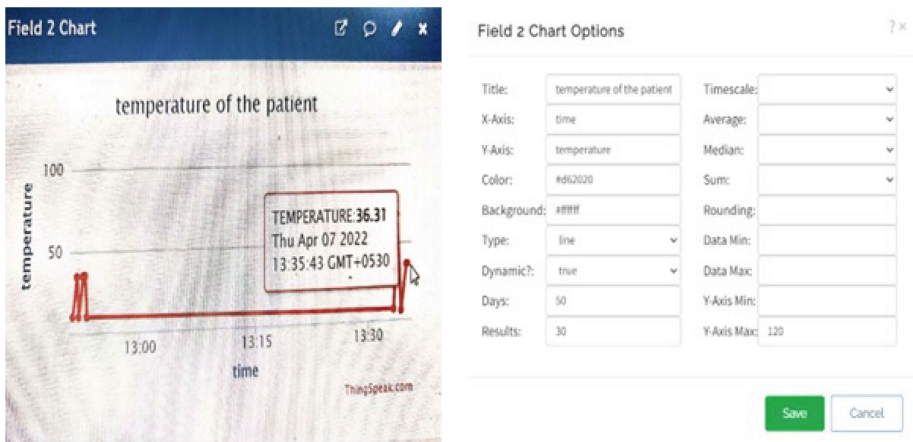 Field 2 Chart
temperature of the patient
100
50
temperature
TEMPERATURE:36.31
Thu Apr 07 2022
13:35:43 GMT+0530
13:00
13:15
13:30
time
ThingSpeak.com
Field 2 Chart Options
? ×
Title: temperature of the patient
Timescale:
X-Axis: time
Average:
Y-Axis: temperature
Median:
Color: #d62020
Sum:
Background: #ffffff
Rounding:
Type: line
Data Min:
Dynamic?: true
Data Max:
Days: 50
Y-Axis Min:
Results: 30
Y-Axis Max: 120
Save
Cancel